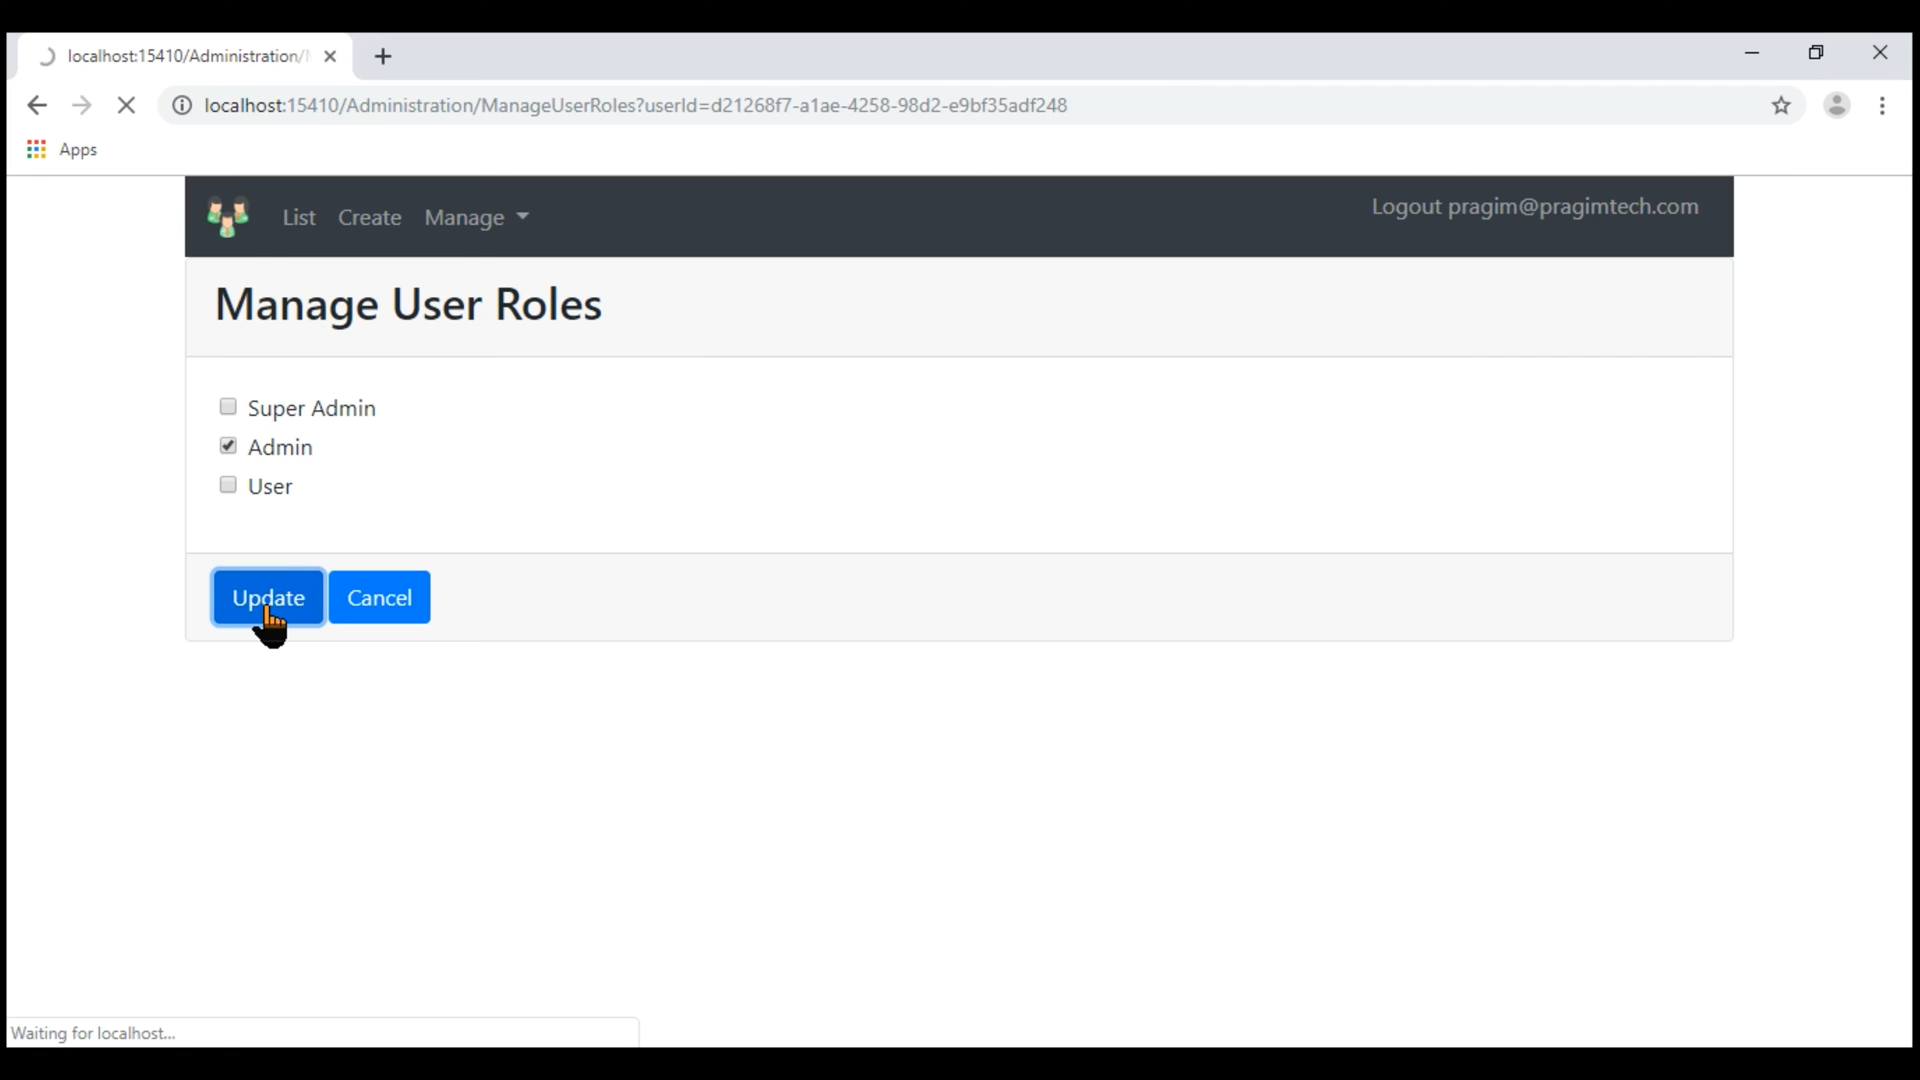 localhost:15410/Administration/
localhost:15410/Administration/ManageUserRoles?userId=d21268f7-a1ae-4258-98d2-e9bf35adf248
Apps
List Create Manage Logout pragim@pragimtech.com
Manage User Roles
Super Admin
Admin
User
Update Cancel
Waiting for localhost...